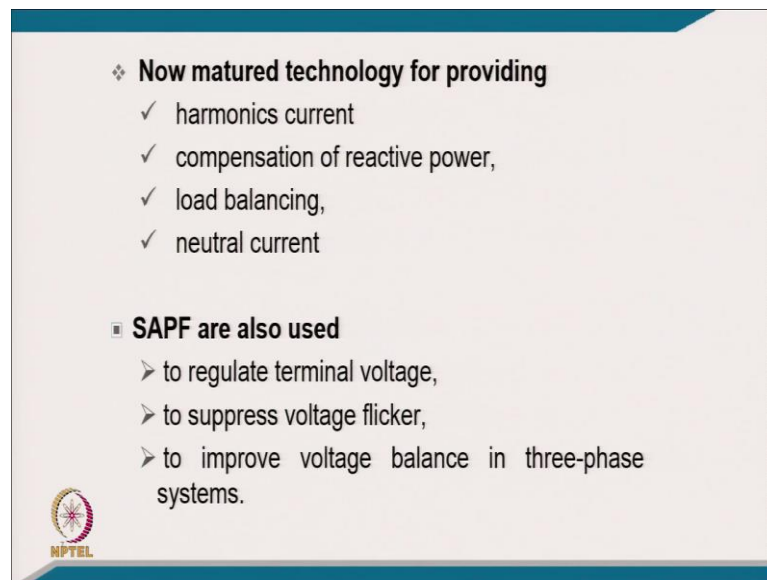 Now matured technology for providing
harmonics current
compensation of reactive power,
load balancing,
neutral current
SAPF are also used
to regulate terminal voltage,
to suppress voltage flicker,
to improve voltage balance in three-phase
systems.
NPTEL